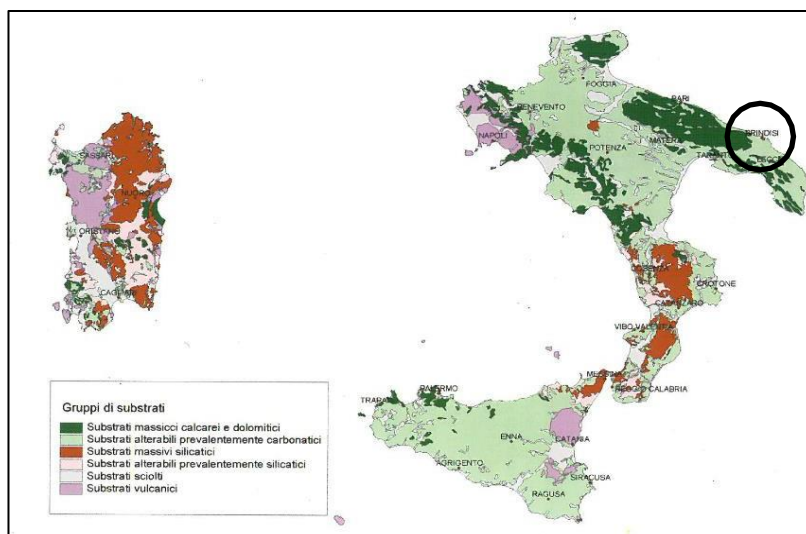 FOGGIA
BARI
BENEVENTO
BRINDISI
NAPOLI
MATERA
POTENZA
TARANTO
LECCE
SASSARI
NUORO
ORISTANO
CAGLIARI
COSENZA
CROTONE
CATANZARO
VIBO VALENTIA
MESSINA
REGGIO CALABRIA
PALERMO
TRAPANI
ENNA
CATANIA
AGRIGENTO
SIRACUSA
RAGUSA
Gruppi di substrati
Substrati massicci calcarei e dolomitici
Substrati alterabili prevalentemente carbonatici
Substrati massivi silicatici
Substrati alterabili prevalentemente silicatici
Substrati sciolti
Substrati vulcanici